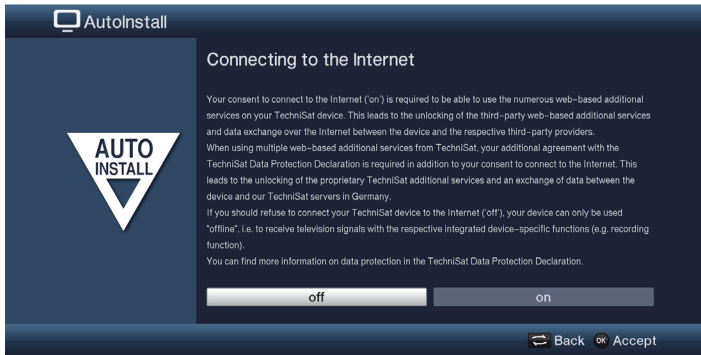 AutoInstall
AUTO
INSTALL
Connecting to the Internet
Your consent to connect to the Internet ('on') is required to be able to use the numerous web-based additional
services on your TechniSat device. This leads to the unlocking of the third-party web-based additional services
and data exchange over the Internet between the device and the respective third-party providers.
When using multiple web-based additional services from TechniSat, your additional agreement with the
TechniSat Data Protection Declaration is required in addition to your consent to connect to the Internet. This
leads to the unlocking of the proprietary TechniSat additional services and an exchange of data between the
device and our TechniSat servers in Germany.
If you should refuse to connect your TechniSat device to the Internet ('off'), your device can only be used
"offline", i.e. to receive television signals with the respective integrated device-specific functions (e.g. recording
function).
You can find more information on data protection in the TechniSat Data Protection Declaration.
off on
Back OK Accept